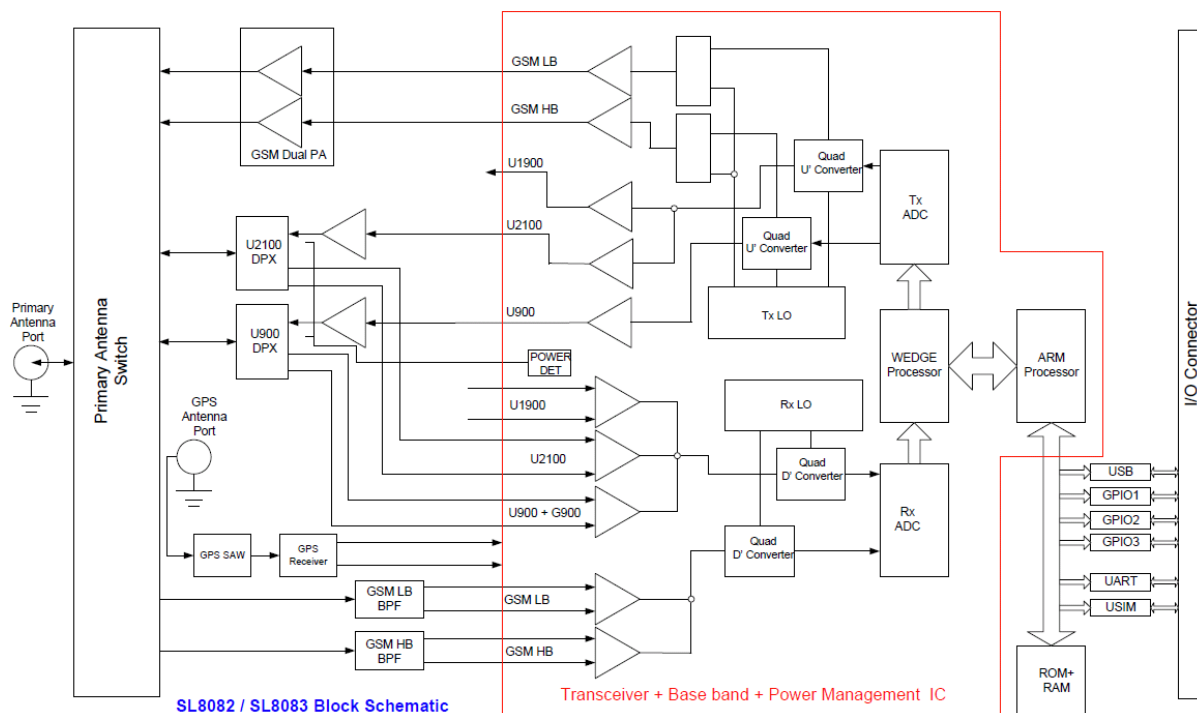 GSM LB
GSM HB
GSM Dual PA
U1900
Quad
U' Converter
Tx
ADC
U2100
U2100
DPX
Quad
U' Converter
Primary
Antenna
Port
Primary Antenna
Switch
U900
DPX
U900
Tx LO
POWER
DET
WEDGE
Processor
ARM
Processor
I/O Connector
GPS
Antenna
Port
U1900
Rx LO
U2100
Quad
D' Converter
USB
GPIO1
GPIO2
GPIO3
U900 + G900
Rx
ADC
GPS SAW
GPS
Receiver
Quad
D' Converter
UART
USIM
GSM LB
BPF
GSM LB
GSM HB
BPF
GSM HB
ROM+
RAM
SL8082 / SL8083 Block Schematic
Transceiver + Base band + Power Management IC